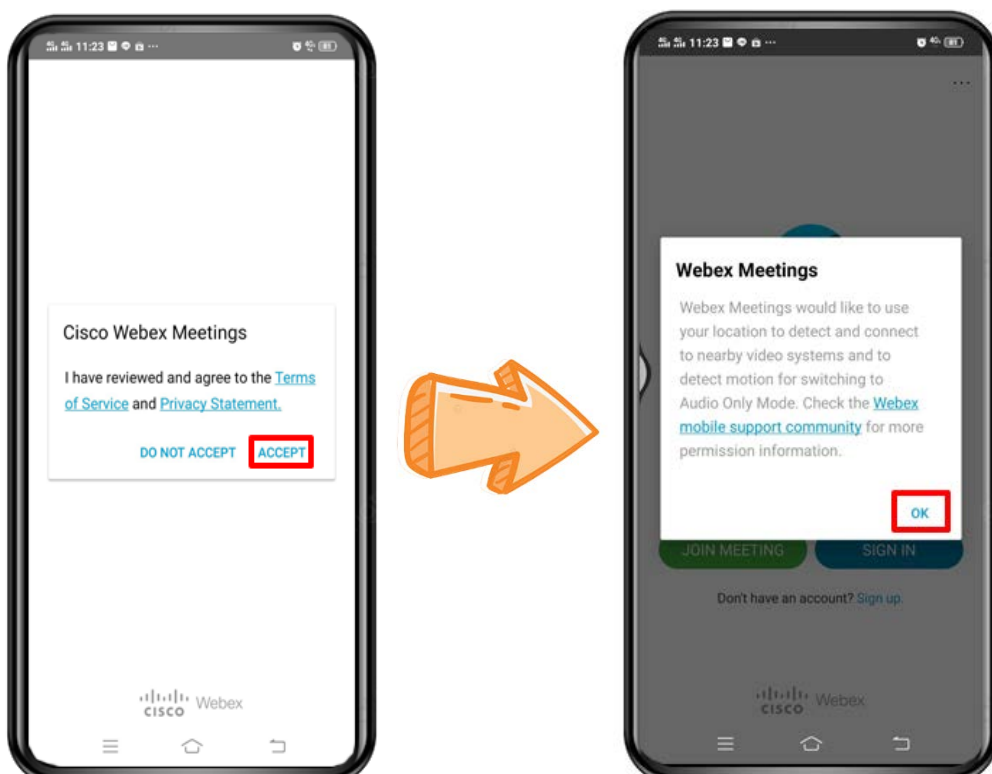 11:23
Cisco Webex Meetings
I have reviewed and agree to the Terms
of Service and Privacy Statement.
DO NOT ACCEPT ACCEPT
CISCO Webex
11:23
Webex Meetings
Webex Meetings would like to use
your location to detect and connect
to nearby video systems and to
detect motion for switching to
Audio Only Mode. Check the Webex
mobile support community for more
permission information.
OK
JOIN MEETING SIGN IN
Don't have an account? Sign up.
CISCO Webex